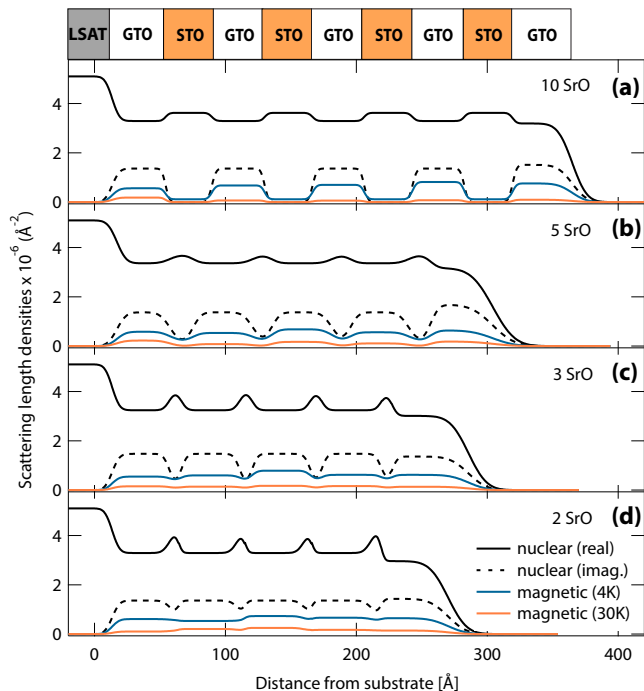 LSAT GTO STO GTO STO GTO STO GTO STO GTO
10 SrO (a)
4
2
0
5 SrO (b)
4
2
0
3 SrO (c)
4
2
0
2 SrO (d)
4
2
0
nuclear (real)
nuclear (imag.)
magnetic (4K)
magnetic (30K)
Scattering length densities x 10⁻⁶ (Å⁻²)
0 100 200 300 400
Distance from substrate [Å]